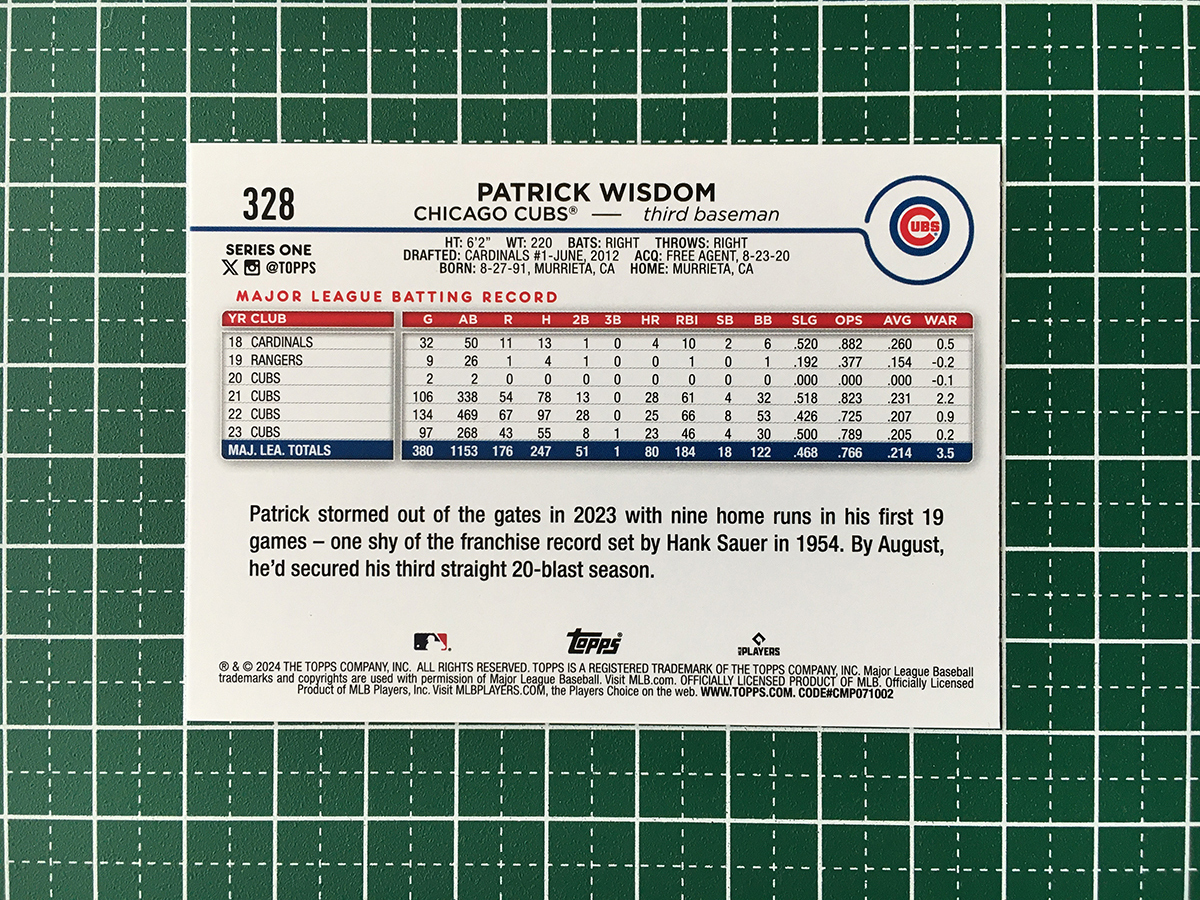 328
PATRICK WISDOM
CHICAGO CUBS® — third baseman
CUBS
SERIES ONE
@TOPPS
HT: 6'2" WT: 220 BATS: RIGHT THROWS: RIGHT
DRAFTED: CARDINALS #1-JUNE, 2012 ACQ: FREE AGENT, 8-23-20
BORN: 8-27-91, MURRIETA, CA HOME: MURRIETA, CA
MAJOR LEAGUE BATTING RECORD
YR CLUB G AB R H 2B 3B HR RBI SB BB SLG OPS AVG WAR
18 CARDINALS 32 50 11 13 1 0 4 10 2 6 .520 .882 .260 0.5
19 RANGERS 9 26 1 4 1 0 0 1 0 1 .192 .377 .154 -0.2
20 CUBS 2 2 0 0 0 0 0 0 0 0 .000 .000 .000 -0.1
21 CUBS 106 338 54 78 13 0 28 61 4 32 .518 .823 .231 2.2
22 CUBS 134 469 67 97 28 0 25 66 8 53 .426 .725 .207 0.9
23 CUBS 97 268 43 55 8 1 23 46 4 30 .500 .789 .205 0.2
MAJ. LEA. TOTALS 380 1153 176 247 51 1 80 184 18 122 .468 .766 .214 3.5
Patrick stormed out of the gates in 2023 with nine home runs in his first 19
games – one shy of the franchise record set by Hank Sauer in 1954. By August,
he'd secured his third straight 20-blast season.
topps®
MLB PLAYERS
® & © 2024 THE TOPPS COMPANY, INC. ALL RIGHTS RESERVED. TOPPS IS A REGISTERED TRADEMARK OF THE TOPPS COMPANY, INC. Major League Baseball
trademarks and copyrights are used with permission of Major League Baseball. Visit MLB.com. OFFICIALLY LICENSED PRODUCT OF MLB. Officially Licensed
Product of MLB Players, Inc. Visit MLBPLAYERS.COM, the Players Choice on the web. WWW.TOPPS.COM. CODE#CMP071002